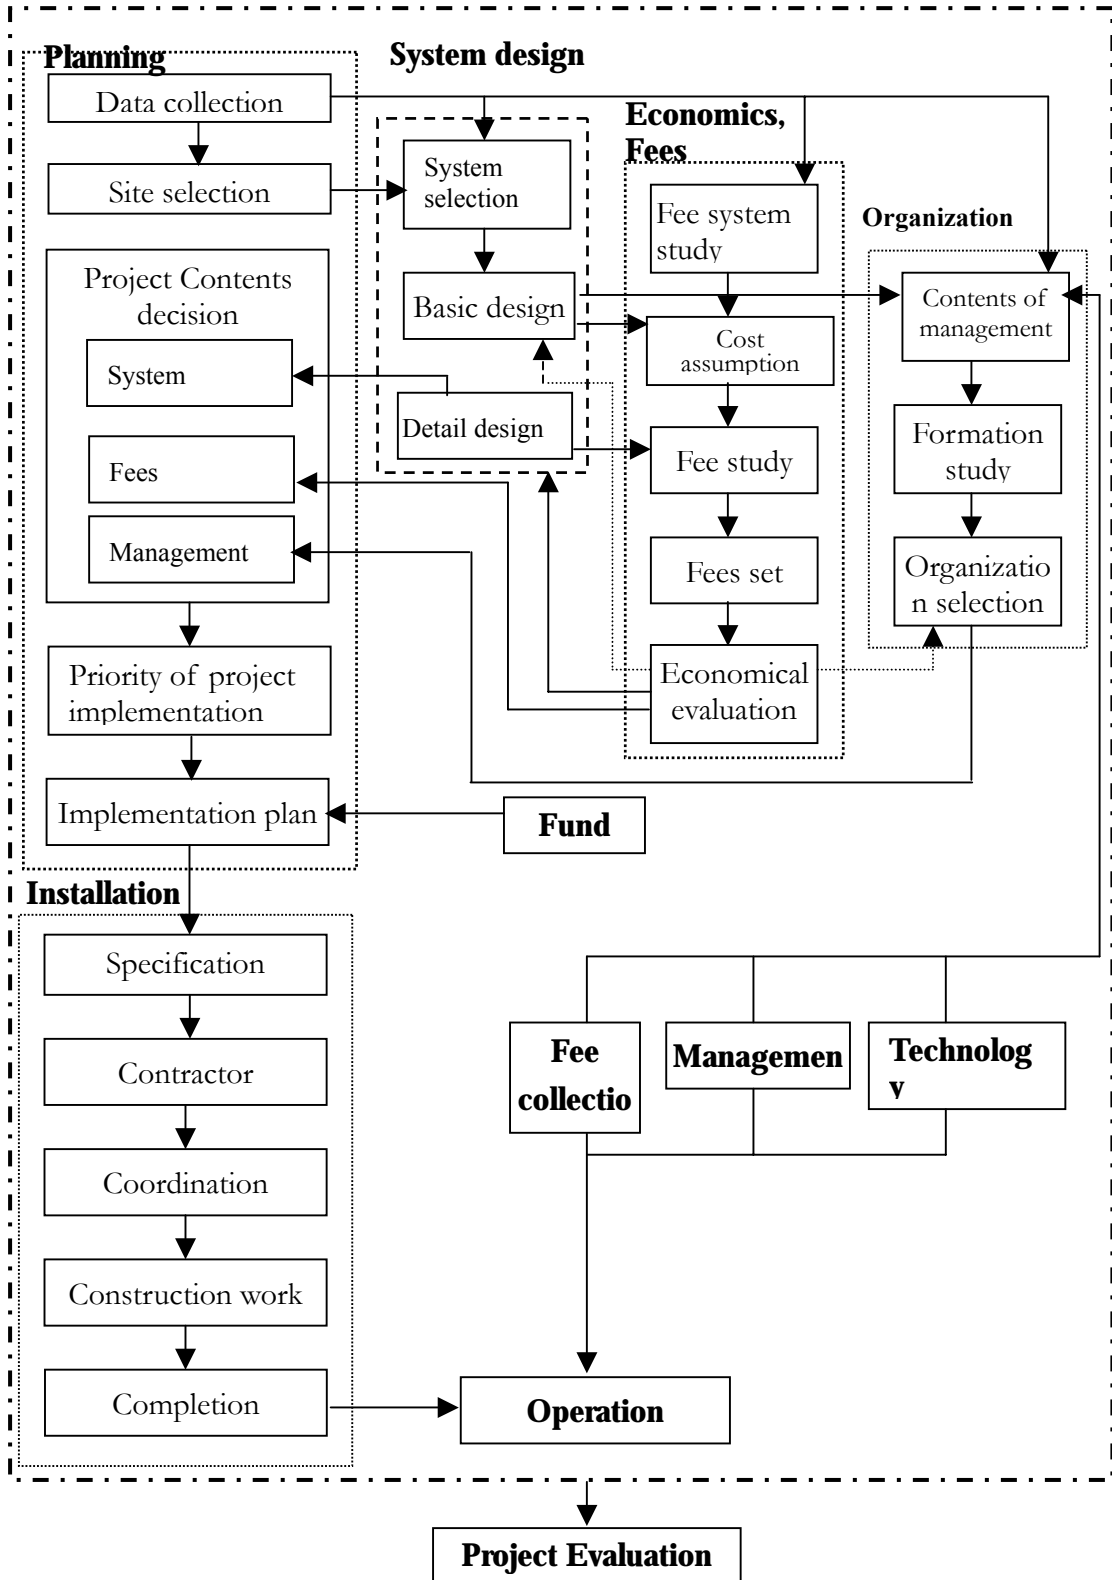 Planning
Data collection
Site selection
Project Contents
decision
System
Fees
Management
Priority of project
implementation
Implementation plan
System design
System
selection
Basic design
Detail design
Economics,
Fees
Fee system
study
Cost
assumption
Fee study
Fees set
Economical
evaluation
Organization
Contents of
management
Formation
study
Organizatio
n selection
Fund
Installation
Specification
Contractor
Coordination
Construction work
Completion
Fee
collectio
Managemen
Technolog
y
Operation
Project Evaluation